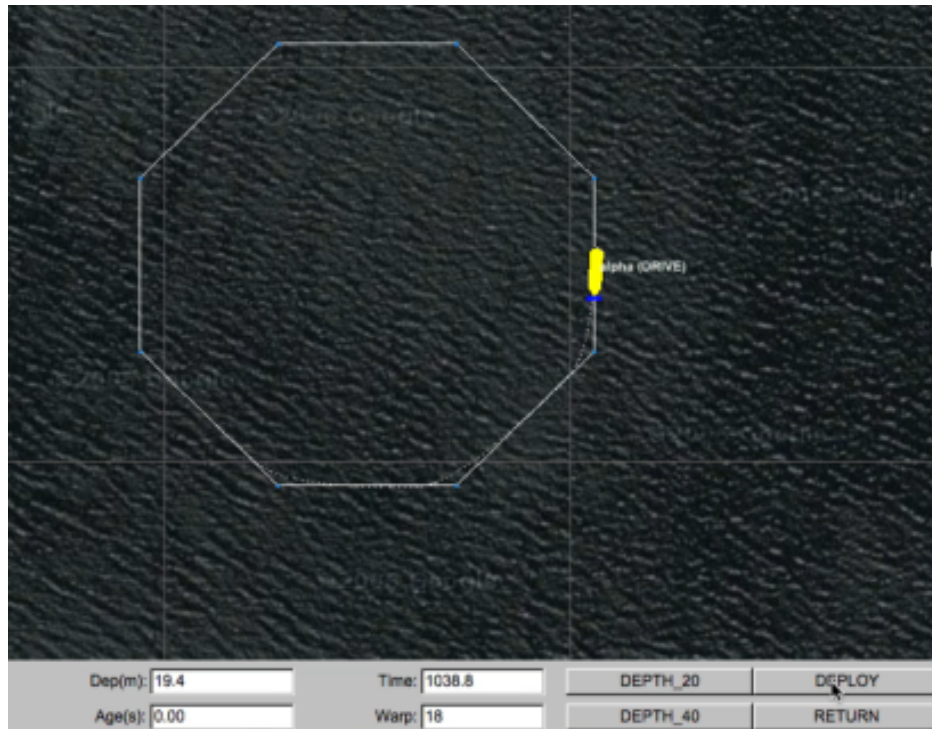 alpha (DRIVE)
Dep(m): 19.4 Time: 1038.8 DEPTH_20 DEPLOY
Age(s): 0.00 Warp: 18 DEPTH_40 RETURN